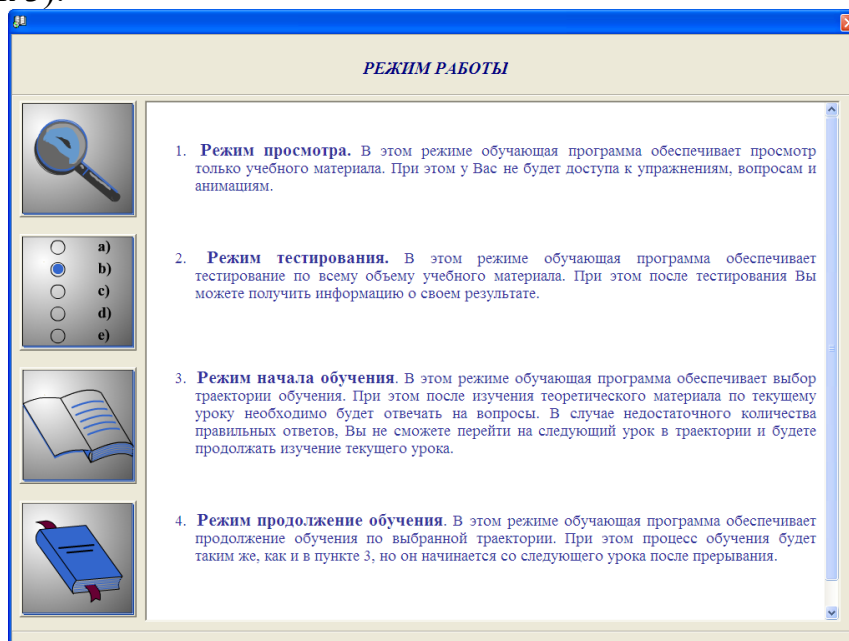 РЕЖИМ РАБОТЫ
1. Режим просмотра. В этом режиме обучающая программа обеспечивает просмотр
только учебного материала. При этом у Вас не будет доступа к упражнениям, вопросам и
анимациям.
a)
b)
c)
d)
e)
2. Режим тестирования. В этом режиме обучающая программа обеспечивает
тестирование по всему объему учебного материала. При этом после тестирования Вы
можете получить информацию о своем результате.
3. Режим начала обучения. В этом режиме обучающая программа обеспечивает выбор
траектории обучения. При этом после изучения теоретического материала по текущему
уроку необходимо будет отвечать на вопросы. В случае недостаточного количества
правильных ответов, Вы не сможете перейти на следующий урок в траектории и будете
продолжать изучение текущего урока.
4. Режим продолжение обучения. В этом режиме обучающая программа обеспечивает
продолжение обучения по выбранной траектории. При этом процесс обучения будет
таким же, как и в пункте 3, но он начинается со следующего урока после прерывания.